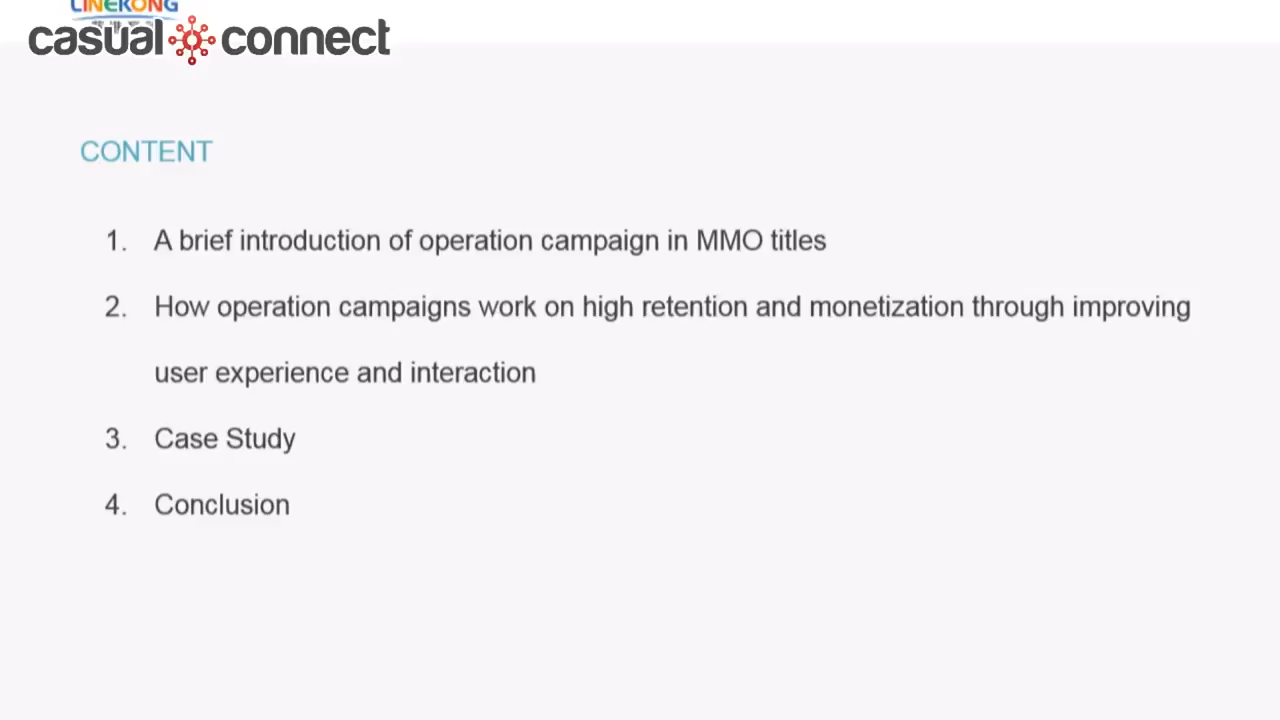 LINEKONG
casual connect
CONTENT
1. A brief introduction of operation campaign in MMO titles
2. How operation campaigns work on high retention and monetization through improving
user experience and interaction
3. Case Study
4. Conclusion